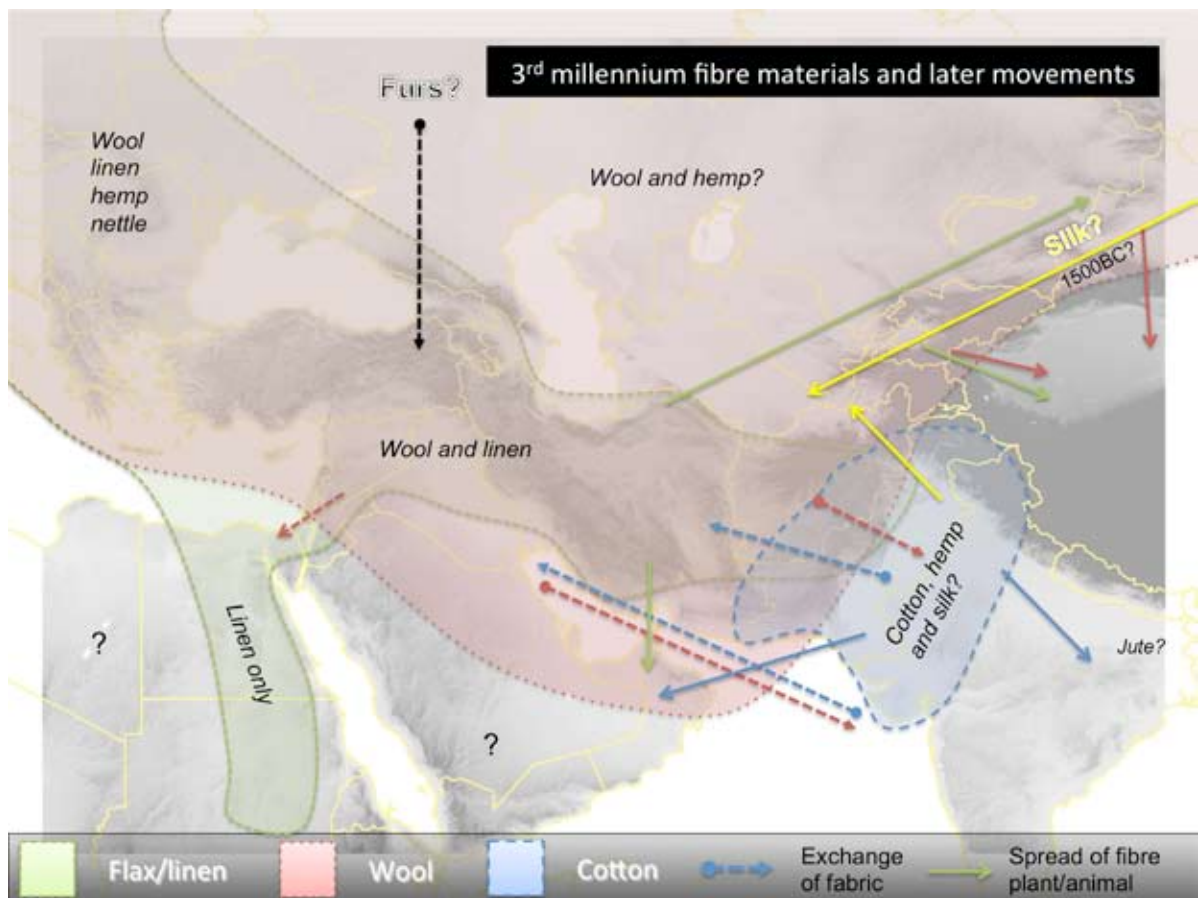 3rd millennium fibre materials and later movements
Furs?
Wool
linen
hemp
nettle
Wool and hemp?
Silk?
1500BC?
Wool and linen
Cotton, hemp
and silk?
Linen only
?
?
Jute?
Flax/linen
Wool
Cotton
Exchange
of fabric
Spread of fibre
plant/animal